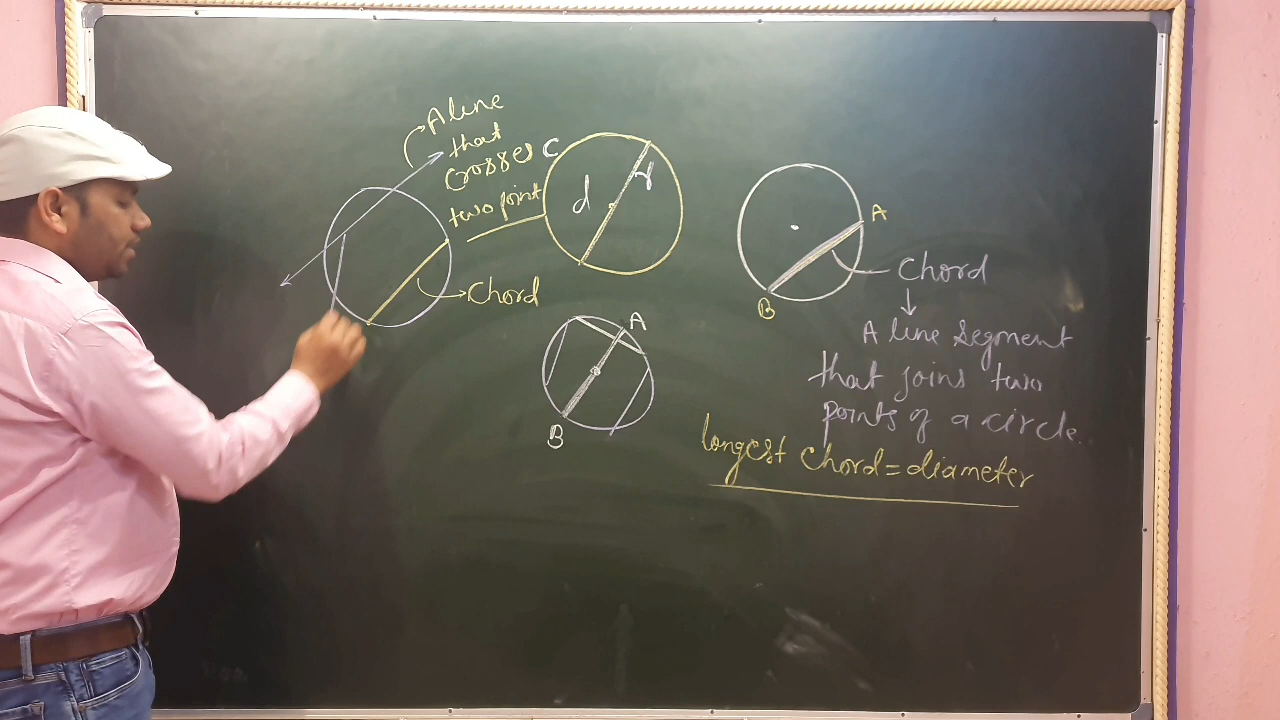 A line
that
crosses
two point
Chord
C
d
r
A
B
A
B
Chord
A line segment
that joins two
points of a circle.
longest chord=diameter